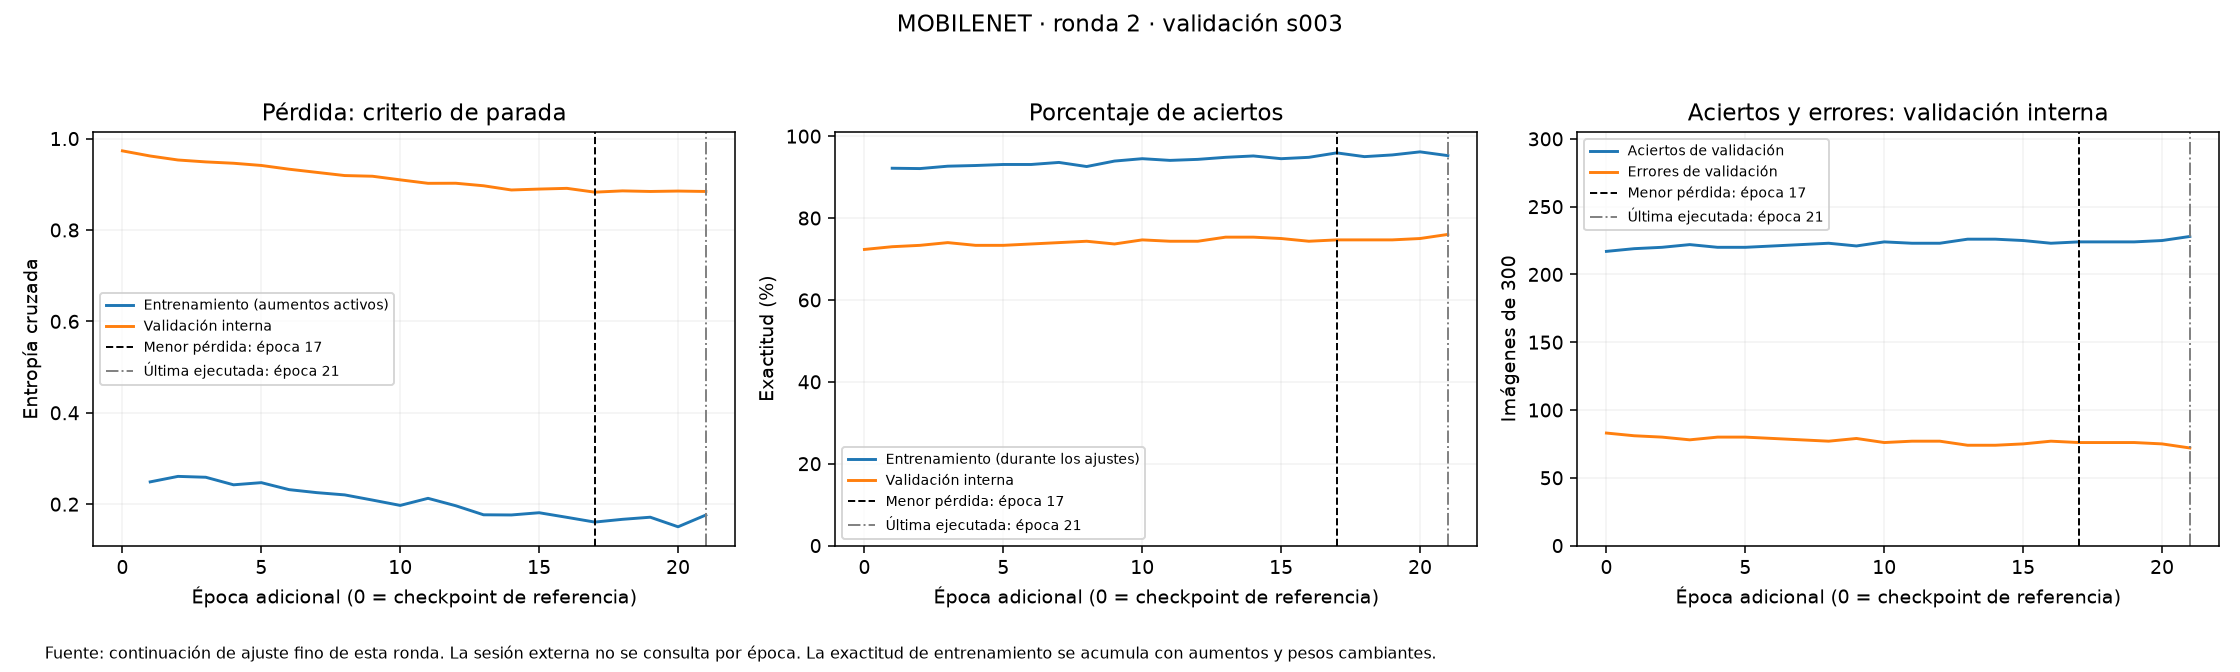 MOBILENET · ronda 2 · validación s003
Pérdida: criterio de parada
Entropía cruzada
1.0
0.8
0.6
0.4
0.2
Entrenamiento (aumentos activos)
Validación interna
Menor pérdida: época 17
Última ejecutada: época 21
0 5 10 15 20
Época adicional (0 = checkpoint de referencia)
Porcentaje de aciertos
Exactitud (%)
100
80
60
40
20
0
Entrenamiento (durante los ajustes)
Validación interna
Menor pérdida: época 17
Última ejecutada: época 21
0 5 10 15 20
Época adicional (0 = checkpoint de referencia)
Aciertos y errores: validación interna
Imágenes de 300
300
250
200
150
100
50
0
Aciertos de validación
Errores de validación
Menor pérdida: época 17
Última ejecutada: época 21
0 5 10 15 20
Época adicional (0 = checkpoint de referencia)
Fuente: continuación de ajuste fino de esta ronda. La sesión externa no se consulta por época. La exactitud de entrenamiento se acumula con aumentos y pesos cambiantes.